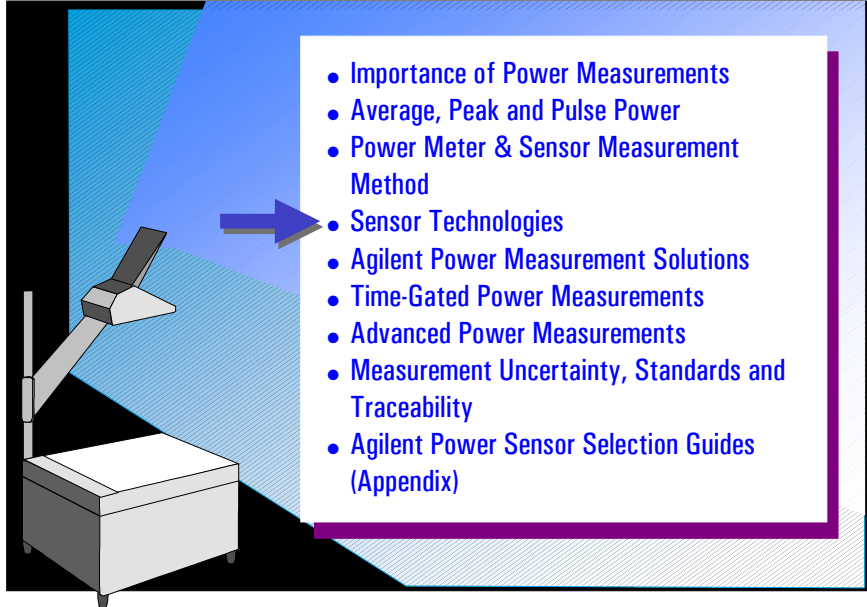 ● Importance of Power Measurements
● Average, Peak and Pulse Power
● Power Meter & Sensor Measurement
Method
● Sensor Technologies
● Agilent Power Measurement Solutions
● Time-Gated Power Measurements
● Advanced Power Measurements
● Measurement Uncertainty, Standards and
Traceability
● Agilent Power Sensor Selection Guides
(Appendix)